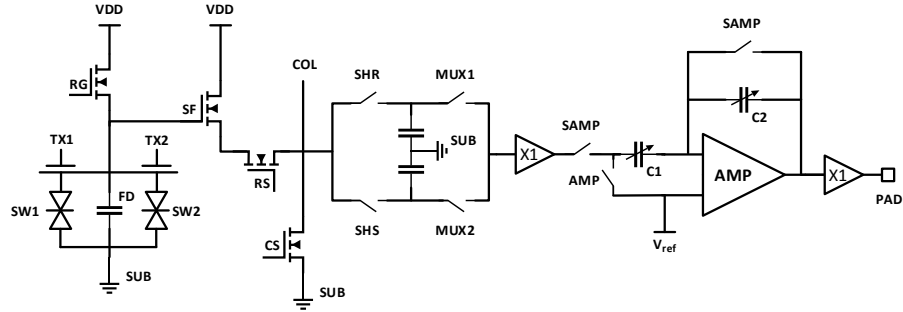 VDD
VDD
RG
SF
COL
SHR
MUX1
SAMP
TX1
TX2
SUB
SAMP
C2
X1
C1
AMP
AMP
X1
PAD
RS
SW1
FD
SW2
SHS
MUX2
CS
Vref
SUB
SUB